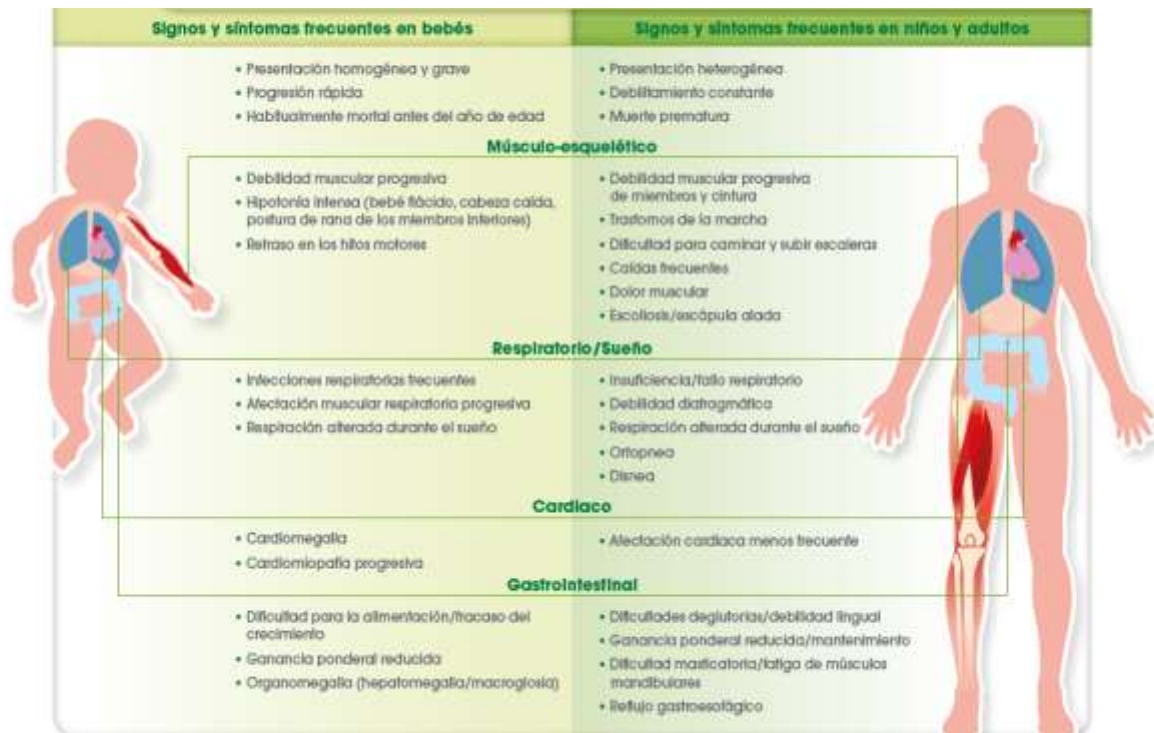 Signos y síntomas frecuentes en bebés
Signos y síntomas frecuentes en niños y adultos
• Presentación homogénea y grave
• Progresión rápida
• Habitualmente mortal antes del año de edad
• Presentación heterogénea
• Debilitamiento constante
• Muerte prematura
Músculo-esquelético
• Debilidad muscular progresiva
• Hipotonía intensa (bebé flácido, cabeza caída,
postura de rana de los miembros inferiores)
• Retraso en los hitos motores
• Debilidad muscular progresiva
de miembros y cintura
• Trastornos de la marcha
• Dificultad para caminar y subir escaleras
• Caídas frecuentes
• Dolor muscular
• Escoliosis/escápula alada
Respiratorio/Sueño
• Infecciones respiratorias frecuentes
• Afectación muscular respiratoria progresiva
• Respiración alterada durante el sueño
• Insuficiencia/fallo respiratorio
• Debilidad diafragmática
• Respiración alterada durante el sueño
• Ortopnea
• Disnea
Cardiaco
• Cardiomegalia
• Cardiomiopatía progresiva
• Afectación cardiaca menos frecuente
Gastrointestinal
• Dificultad para la alimentación/fracaso del
crecimiento
• Ganancia ponderal reducida
• Organomegalia (hepatomegalia/macroglosia)
• Dificultades deglutorias/debilidad lingual
• Ganancia ponderal reducida/mantenimiento
• Dificultad masticatoria/fatiga de músculos
mandibulares
• Reflujo gastroesofágico